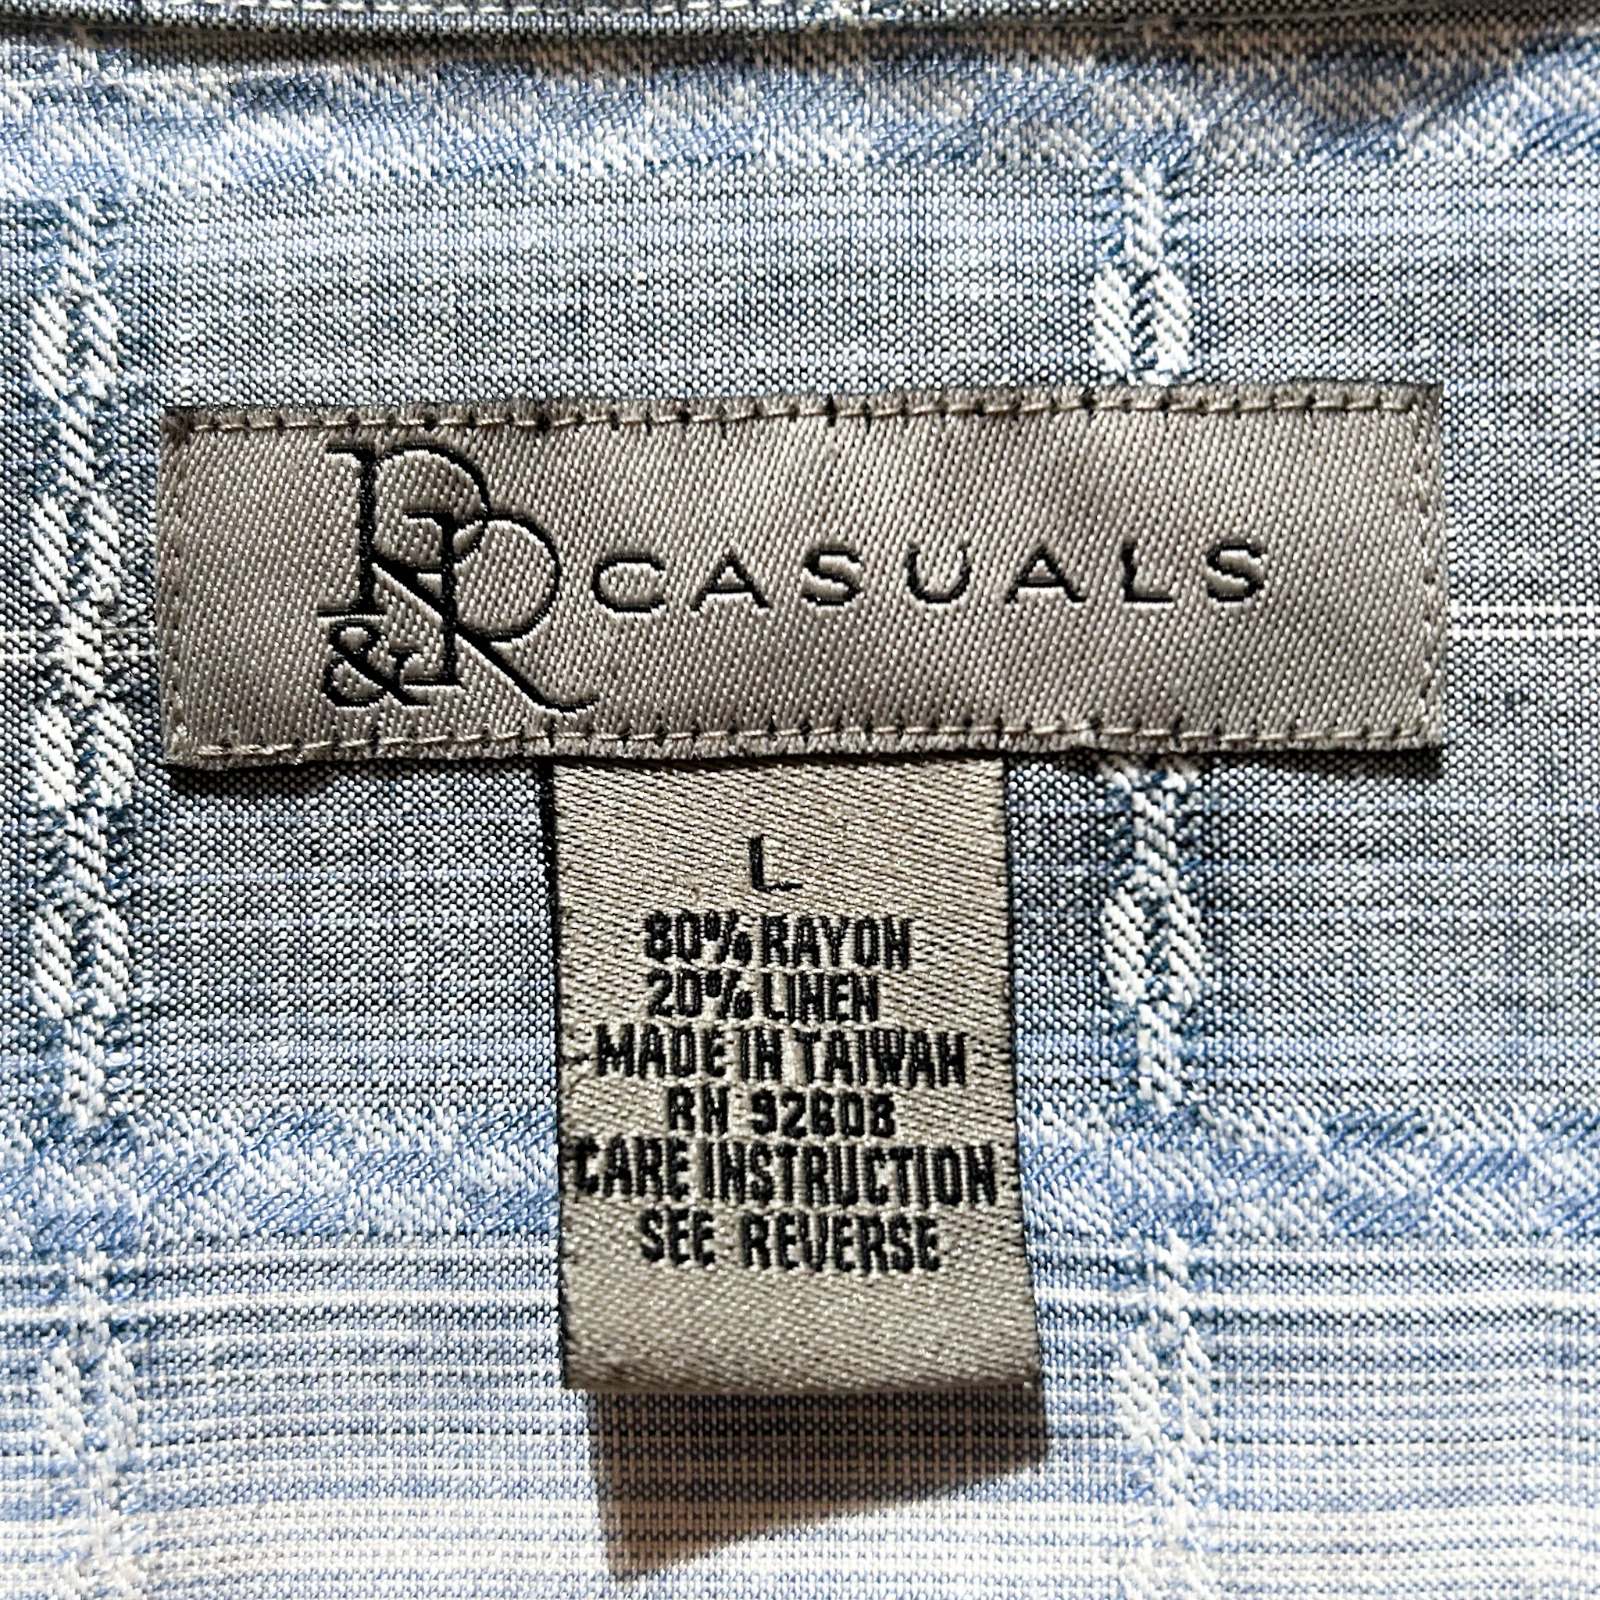 R&R CASUALS
L
80% RAYON
20% LINEN
MADE IN TAIWAN
RN 92608
CARE INSTRUCTION
SEE REVERSE